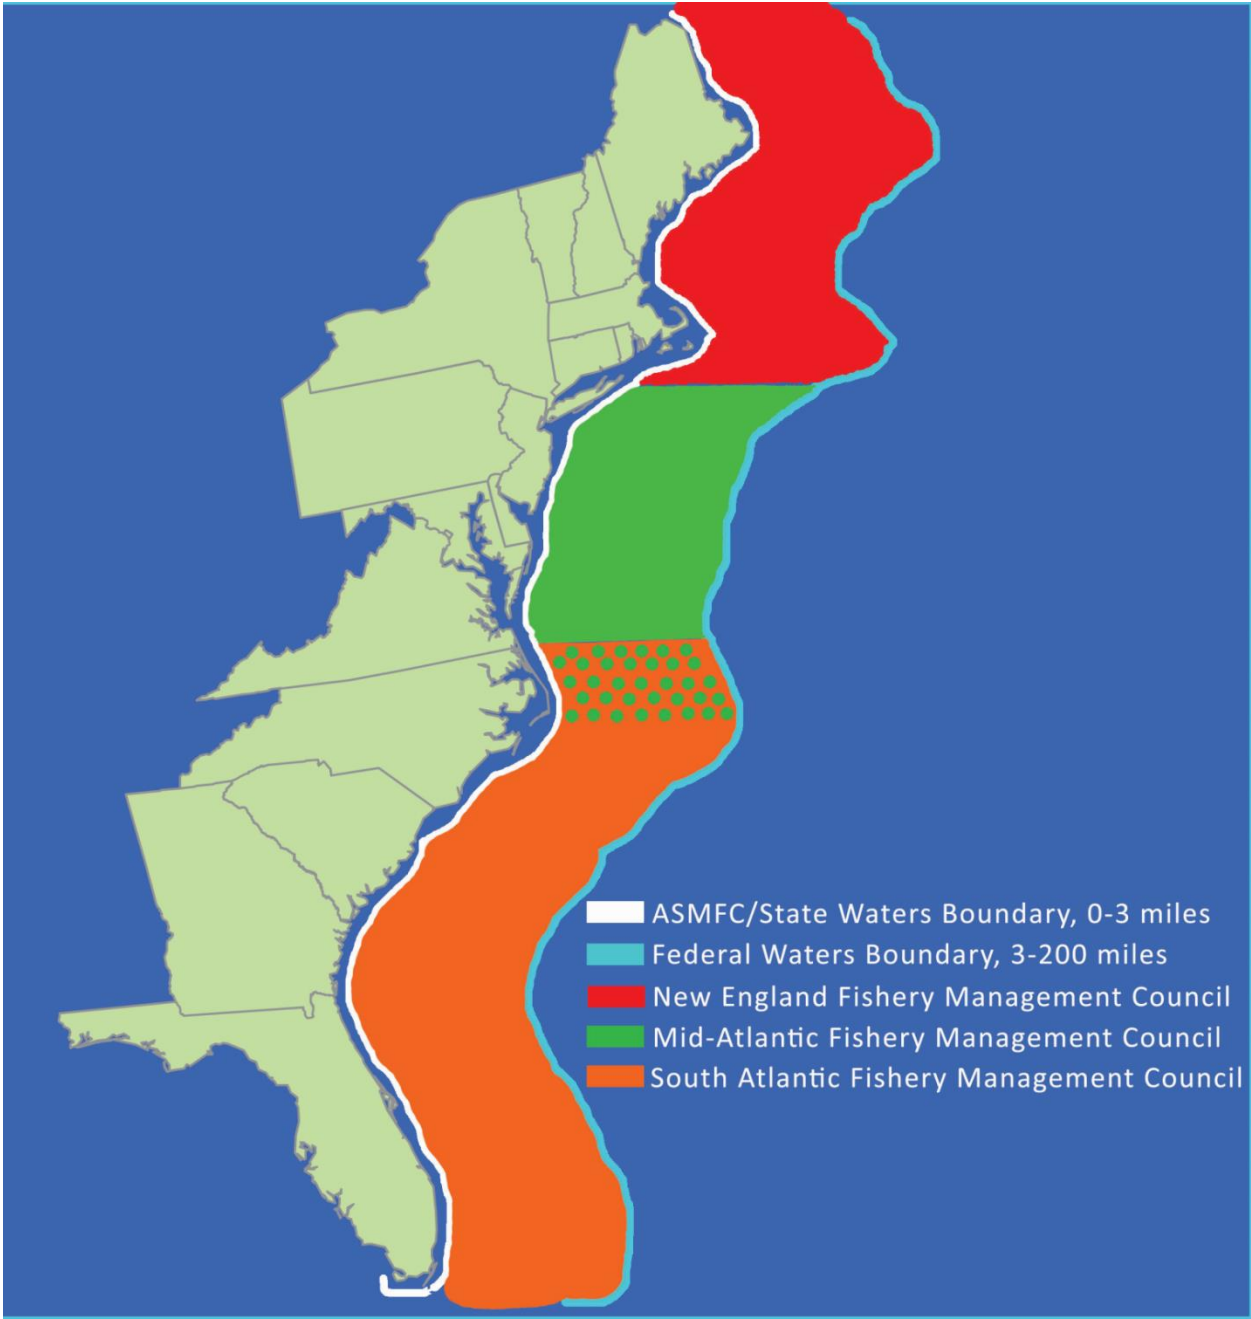 ASMFC/State Waters Boundary, 0-3 miles
Federal Waters Boundary, 3-200 miles
New England Fishery Management Council
Mid-Atlantic Fishery Management Council
South Atlantic Fishery Management Council